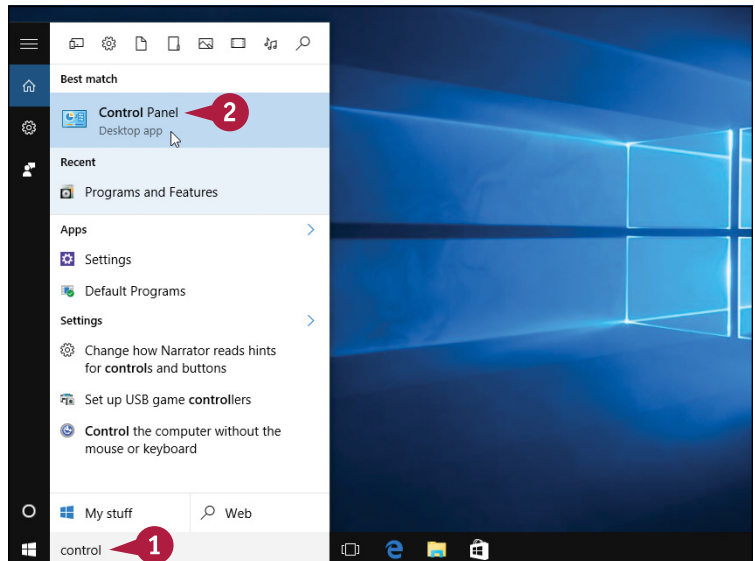 Best match
Control Panel
2
Desktop app
Recent
Programs and Features
Apps
Settings
Default Programs
Settings
Change how Narrator reads hints
for controls and buttons
Set up USB game controllers
Control the computer without the
mouse or keyboard
My stuff
Web
control
1